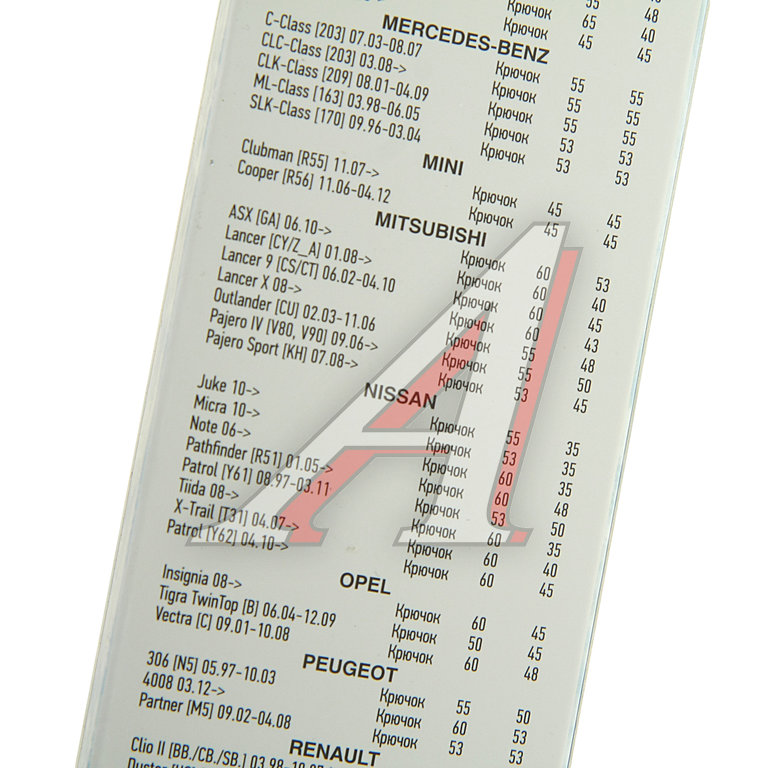 55 48
Крючок 65 40
Крючок 45 45
MERCEDES-BENZ
C-Class [203] 07.03-08.07 Крючок 55 55
CLC-Class [203] 03.08-> Крючок 55 55
CLK-Class [209] 08.01-04.09 Крючок 55 55
ML-Class [163] 03.98-06.05 Крючок 53 53
SLK-Class [170] 09.96-03.04 Крючок 53 53
MINI
Clubman [R55] 11.07-> Крючок 45 45
Cooper [R56] 11.06-04.12 Крючок 45 45
MITSUBISHI
ASX [GA] 06.10-> Крючок 60 53
Lancer [CY/Z_A] 01.08-> Крючок 60 40
Lancer 9 [CS/CT] 06.02-04.10 Крючок 60 45
Lancer X 08-> Крючок 60 43
Outlander [CU] 02.03-11.06 Крючок 55 48
Pajero IV [V80, V90] 09.06-> Крючок 55 50
Pajero Sport [KH] 07.08-> Крючок 53 45
NISSAN
Juke 10-> Крючок 55 35
Micra 10-> Крючок 53 35
Note 06-> Крючок 60 35
Pathfinder [R51] 01.05-> Крючок 60 48
Patrol [Y61] 08.97-03.11 Крючок 53 50
Tiida 08-> Крючок 60 35
X-Trail [T31] 04.07-> Крючок 60 40
Patrol [Y62] 04.10-> Крючок 60 45
OPEL
Insignia 08-> Крючок 60 45
Tigra TwinTop [B] 06.04-12.09 Крючок 50 45
Vectra [C] 09.01-10.08 Крючок 60 48
PEUGEOT
306 [N5] 05.97-10.03 Крючок 55 50
4008 03.12-> Крючок 60 53
Partner [M5] 09.02-04.08 Крючок 53 53
RENAULT
Clio II [BB./CB./SB.]